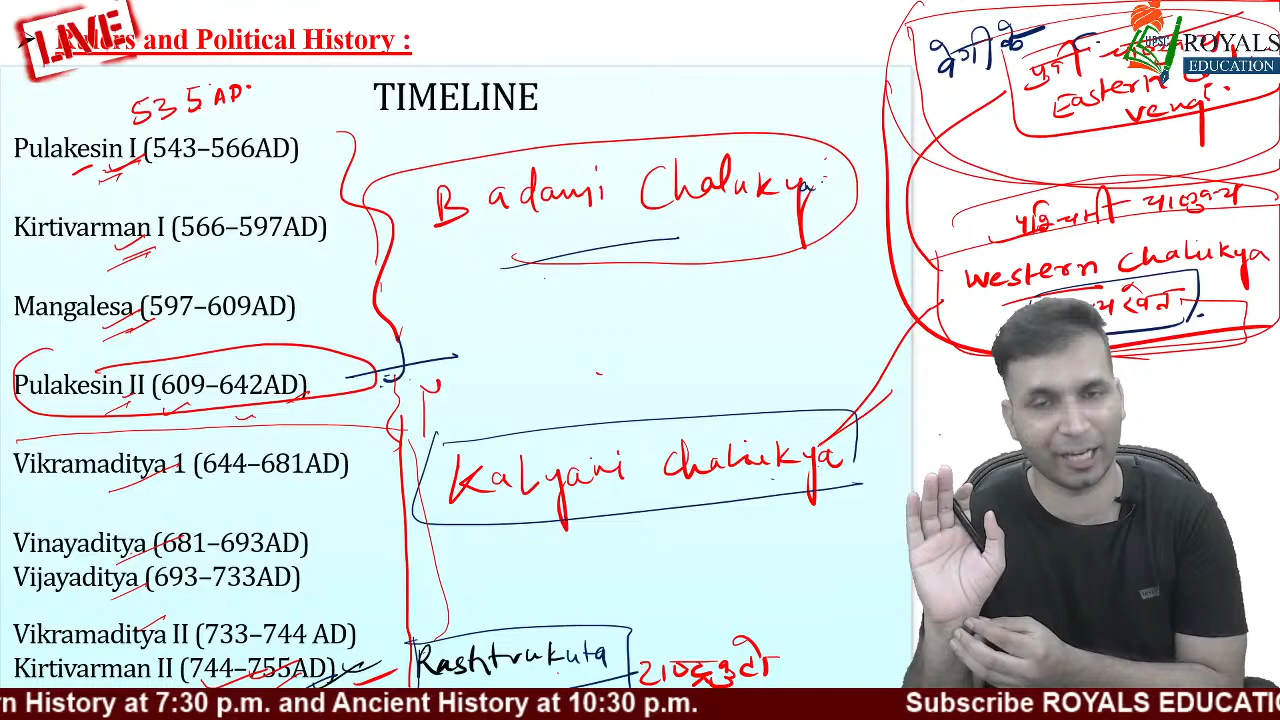 LIVE
Rulers and Political History :
TIMELINE
535 AD.
Pulakesin I (543–566AD)
Kirtivarman I (566–597AD)
Mangalesa (597–609AD)
Pulakesin II (609–642AD)
Vikramaditya 1 (644–681AD)
Vinayaditya (681–693AD)
Vijayaditya (693–733AD)
Vikramaditya II (733–744 AD)
Kirtivarman II (744–755AD)
Badami Chalukya
Kalyani Chalukya
Rashtrukuta
राष्ट्रकूटो
वेंगी के
पूर्वी
Eastern
vengi.
UPSC ROYALS
EDUCATION
पश्चिमी चालुक्य
Western Chalukya
rn History at 7:30 p.m. and Ancient History at 10:30 p.m.
Subscribe ROYALS EDUCATIO